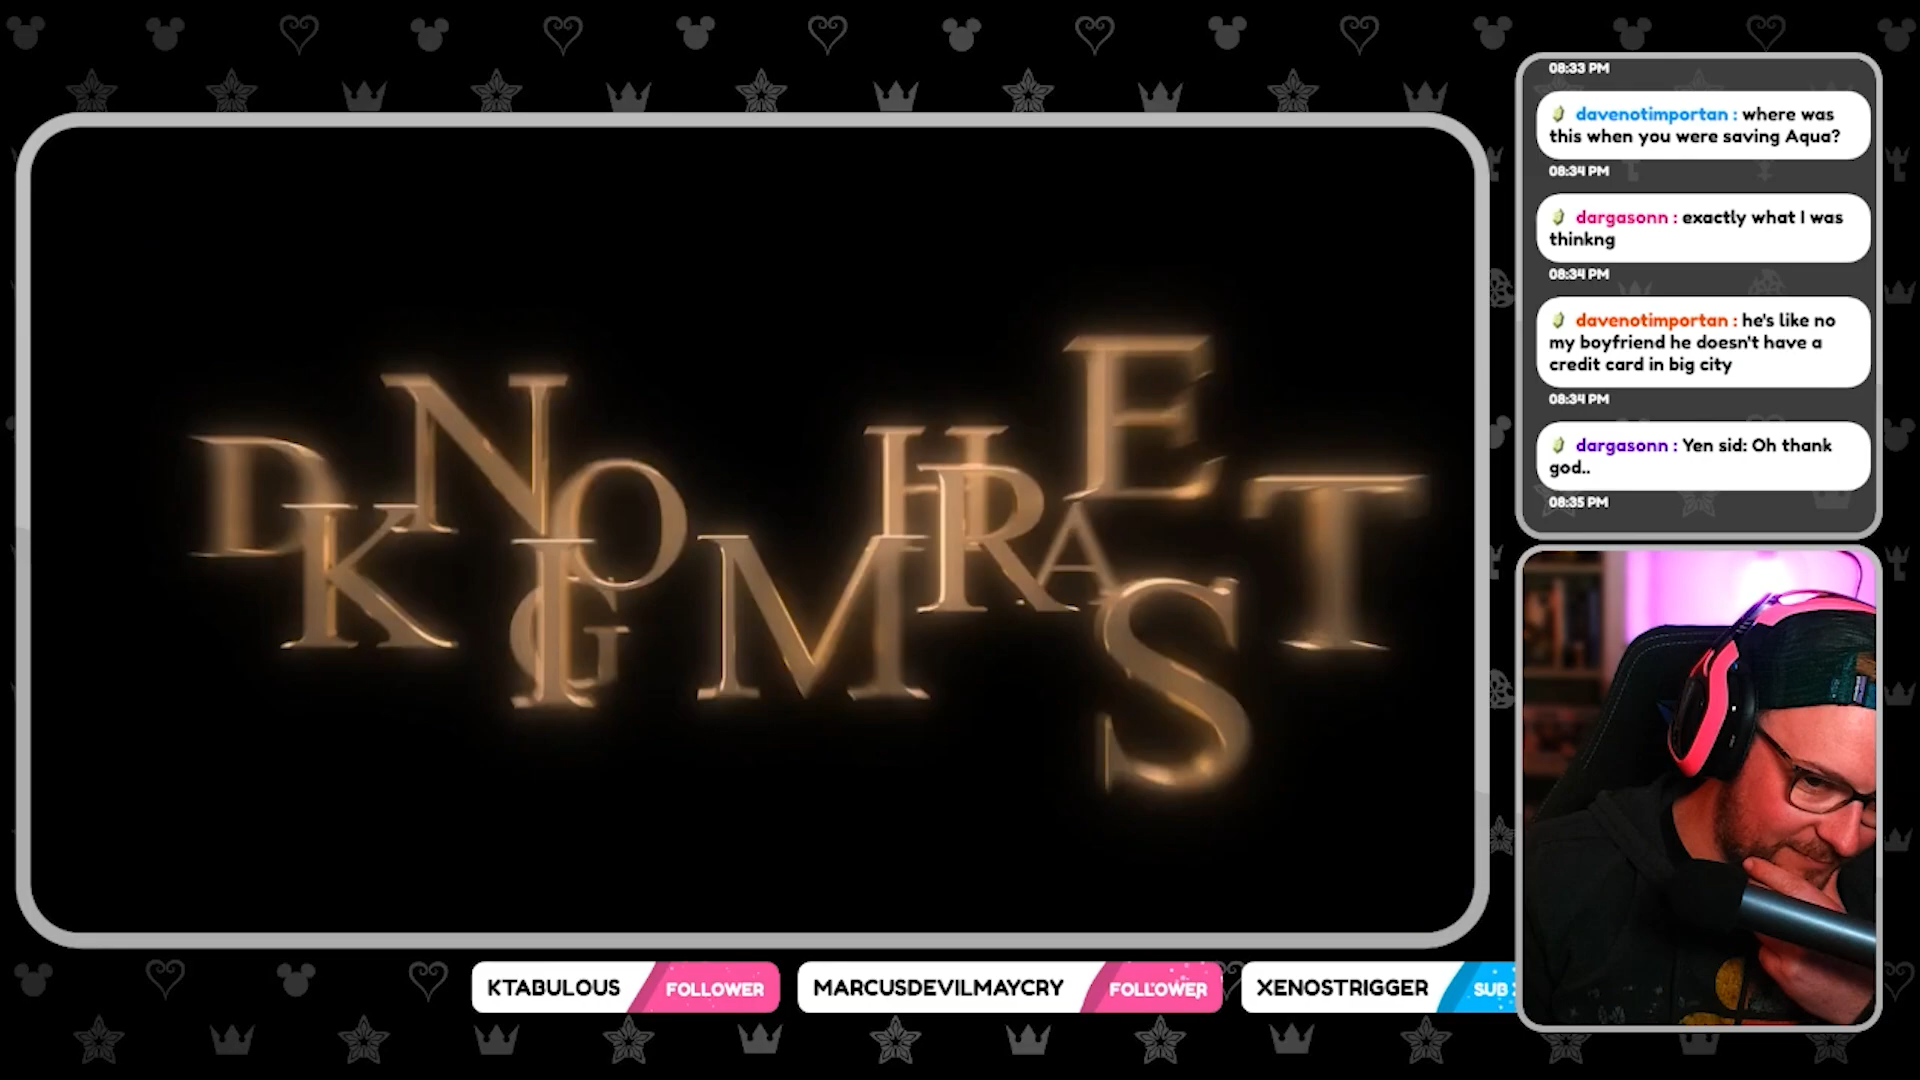 08:33 PM
davenotimportan : where was
this when you were saving Aqua?
08:34 PM
dargasonn : exactly what I was
thinkng
08:34 PM
davenotimportan : he's like no
my boyfriend he doesn't have a
credit card in big city
08:34 PM
dargasonn : Yen sid: Oh thank
god..
08:35 PM
D N O H E
K I G M R A S T
KTABULOUS FOLLOWER MARCUSDEVILMAYCRY FOLLOWER XENOSTRIGGER SUB